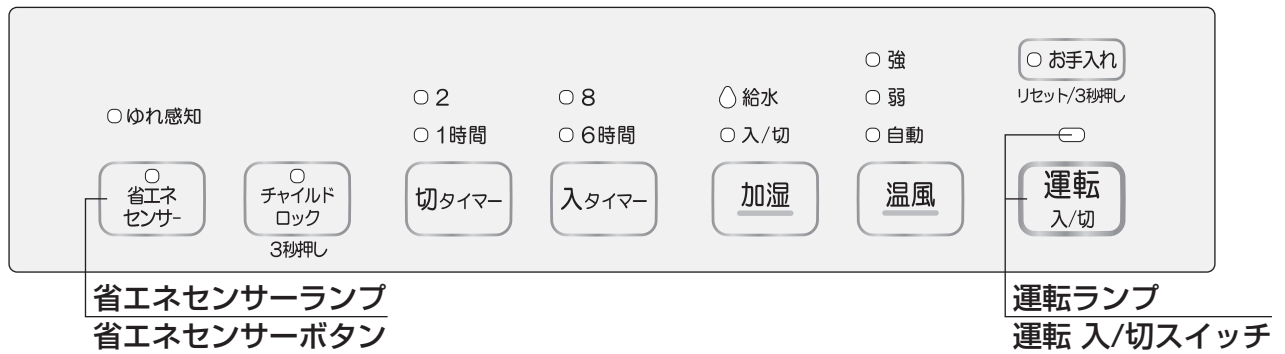 ゆれ感知
省エネ
センサー
チャイルド
ロック
3秒押し
2
1時間
切タイマー
8
6時間
入タイマー
給水
入/切
加湿
強
弱
自動
温風
お手入れ
リセット/3秒押し
運転
入/切
省エネセンサーランプ
省エネセンサーボタン
運転ランプ
運転 入/切スイッチ